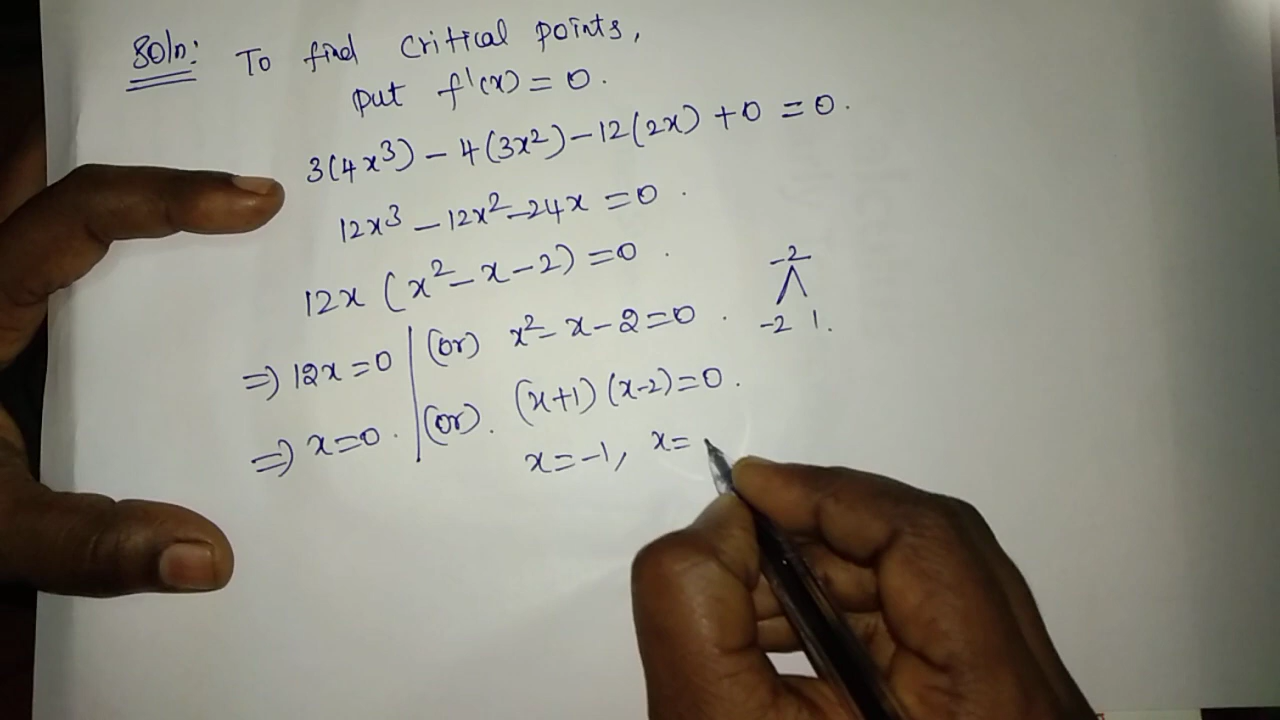 Soln: To find critical points,
put f'(x) = 0.
3(4x³) - 4(3x²) - 12(2x) + 0 = 0.
12x³ - 12x² - 24x = 0.
12x (x² - x - 2) = 0.
-2
⇒ 12x = 0 (or) x² - x - 2 = 0. -2 1.
⇒ x = 0. (or). (x+1) (x-2) = 0.
x = -1, x =